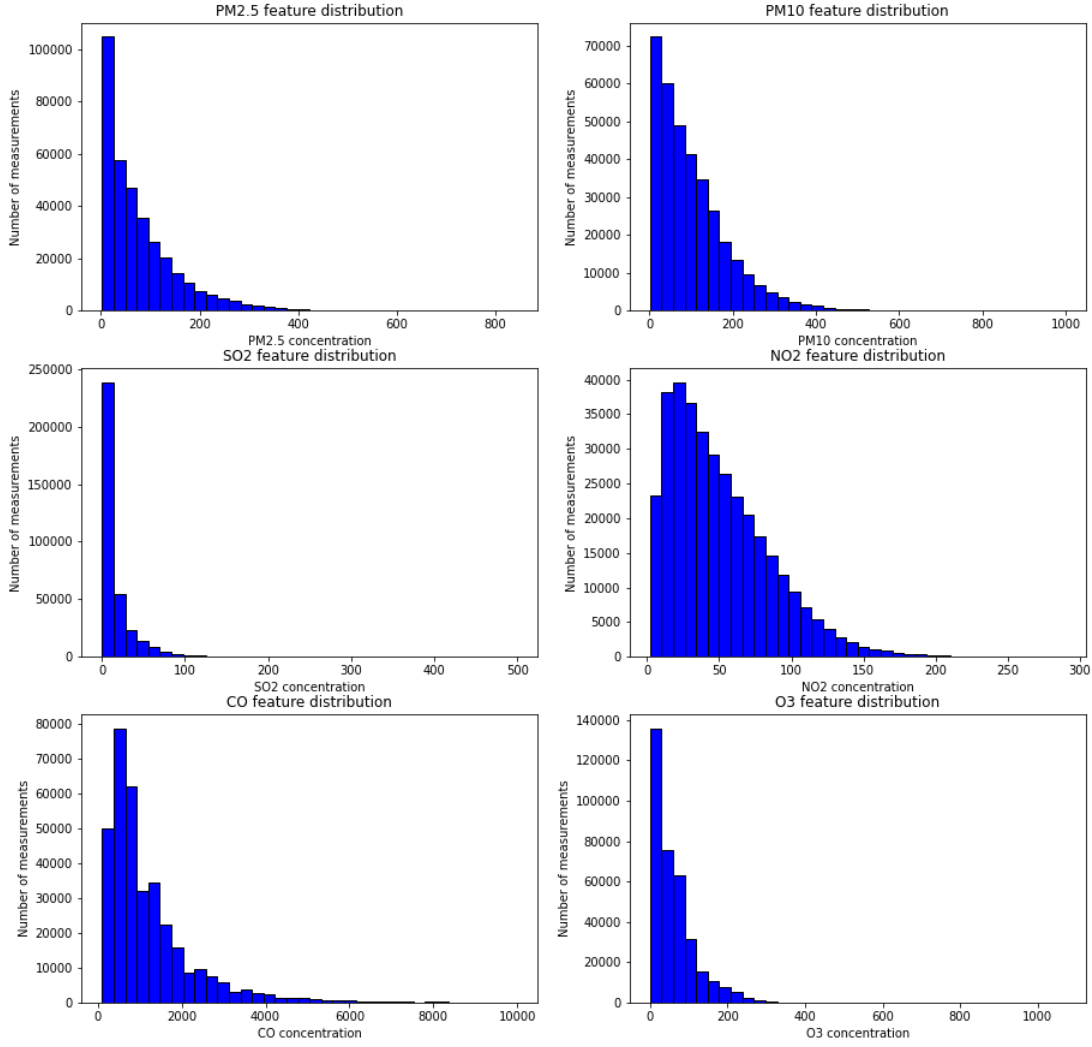 PM2.5 feature distribution
Number of measurements
100000
80000
60000
40000
20000
0
0 200 400 600 800
PM2.5 concentration
PM10 feature distribution
Number of measurements
70000
60000
50000
40000
30000
20000
10000
0
0 200 400 600 800 1000
PM10 concentration
SO2 feature distribution
Number of measurements
250000
200000
150000
100000
50000
0
0 100 200 300 400 500
SO2 concentration
NO2 feature distribution
Number of measurements
40000
35000
30000
25000
20000
15000
10000
5000
0
0 50 100 150 200 250 300
NO2 concentration
CO feature distribution
Number of measurements
80000
70000
60000
50000
40000
30000
20000
10000
0
0 2000 4000 6000 8000 10000
CO concentration
O3 feature distribution
Number of measurements
140000
120000
100000
80000
60000
40000
20000
0
0 200 400 600 800 1000
O3 concentration